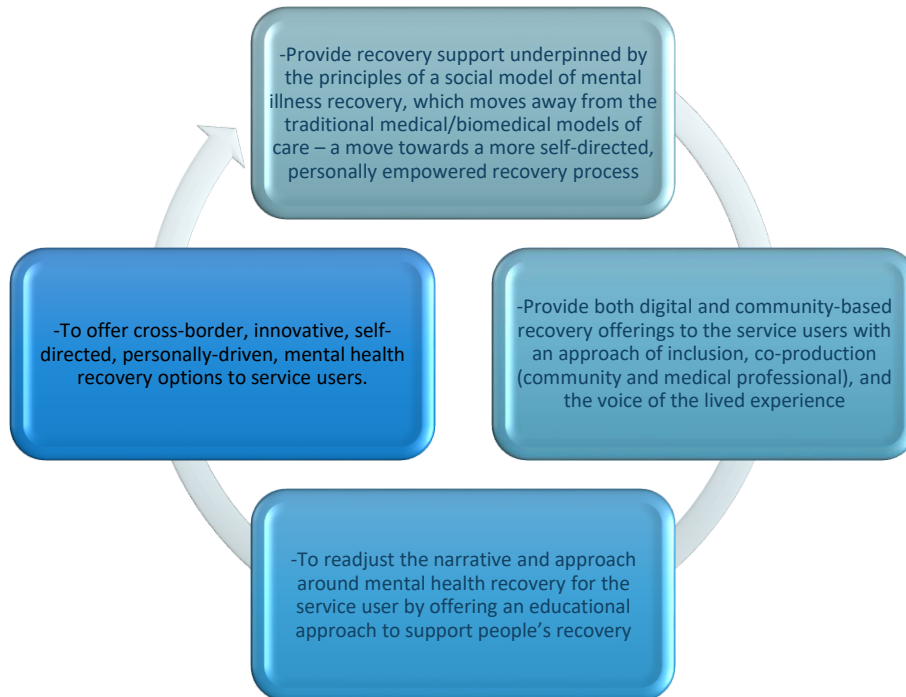 -Provide recovery support underpinned by
the principles of a social model of mental
illness recovery, which moves away from the
traditional medical/biomedical models of
care – a move towards a more self-directed,
personally empowered recovery process
-Provide both digital and community-based
recovery offerings to the service users with
an approach of inclusion, co-production
(community and medical professional), and
the voice of the lived experience
-To readjust the narrative and approach
around mental health recovery for the
service user by offering an educational
approach to support people’s recovery
-To offer cross-border, innovative, self-
directed, personally-driven, mental health
recovery options to service users.